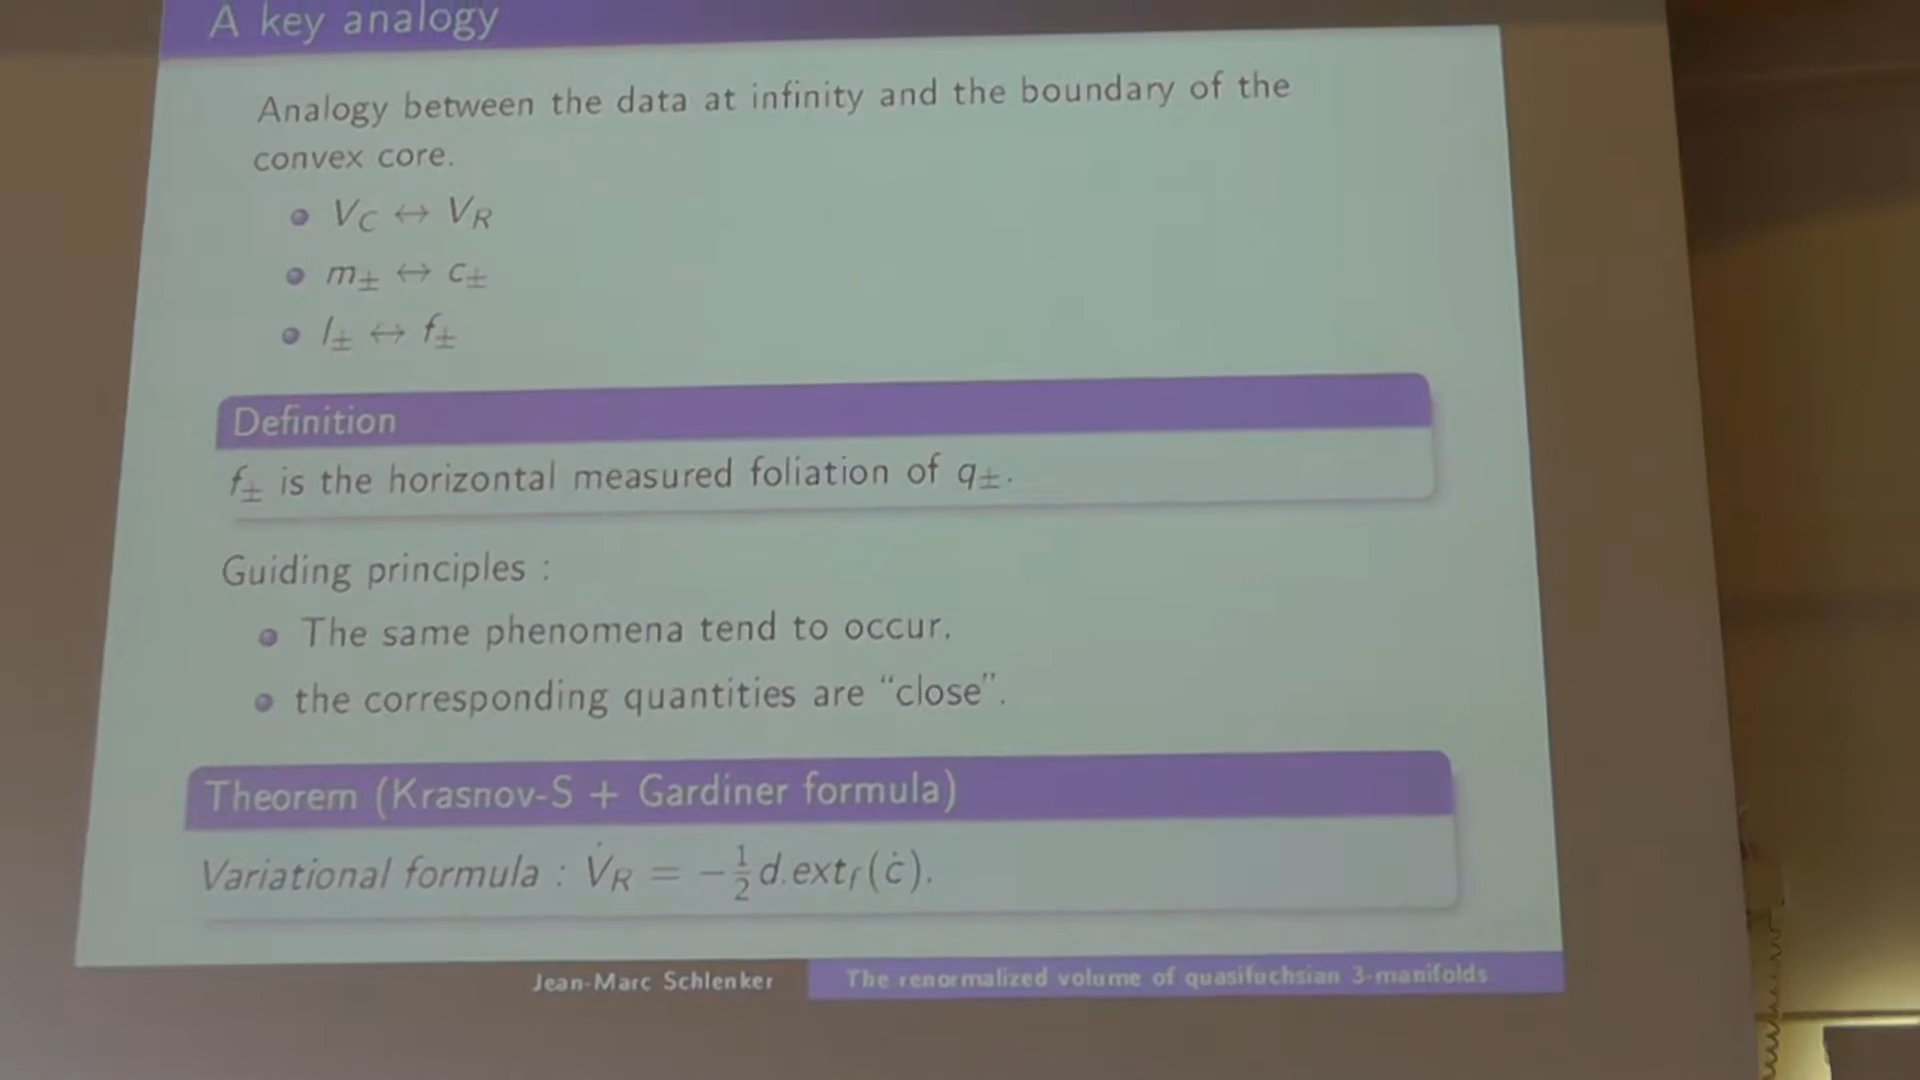 A key analogy
Analogy between the data at infinity and the boundary of the
convex core.
V_C ↔ V_R
m_± ↔ c_±
l_± ↔ f_±
Definition
f_± is the horizontal measured foliation of q_±.
Guiding principles :
The same phenomena tend to occur,
the corresponding quantities are “close”.
Theorem (Krasnov-S + Gardiner formula)
Variational formula : V̇_R = −½d.ext_f(ċ).
Jean-Marc Schlenker
The renormalized volume of quasifuchsian 3-manifolds